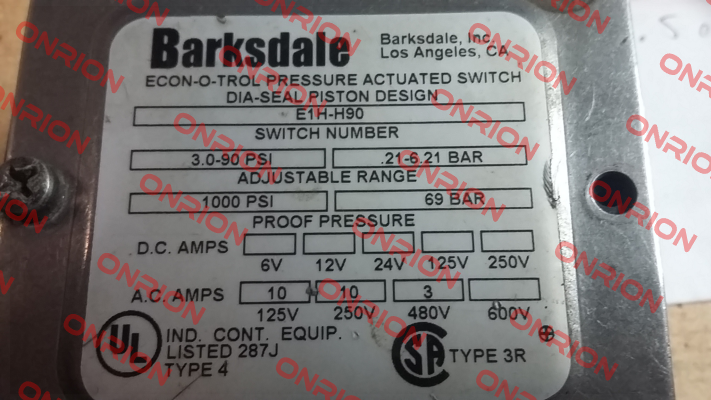 Barksdale Barksdale, Inc.
Los Angeles, CA
ECON-O-TROL PRESSURE ACTUATED SWITCH
DIA-SEAL PISTON DESIGN
E1H-H90
SWITCH NUMBER
3.0-90 PSI .21-6.21 BAR
ADJUSTABLE RANGE
1000 PSI 69 BAR
PROOF PRESSURE
D.C. AMPS
6V 12V 24V 125V 250V
A.C. AMPS 10 10 3
125V 250V 480V 600V
UL IND. CONT. EQUIP.
LISTED 287J
TYPE 4
CSA TYPE 3R
ONRION